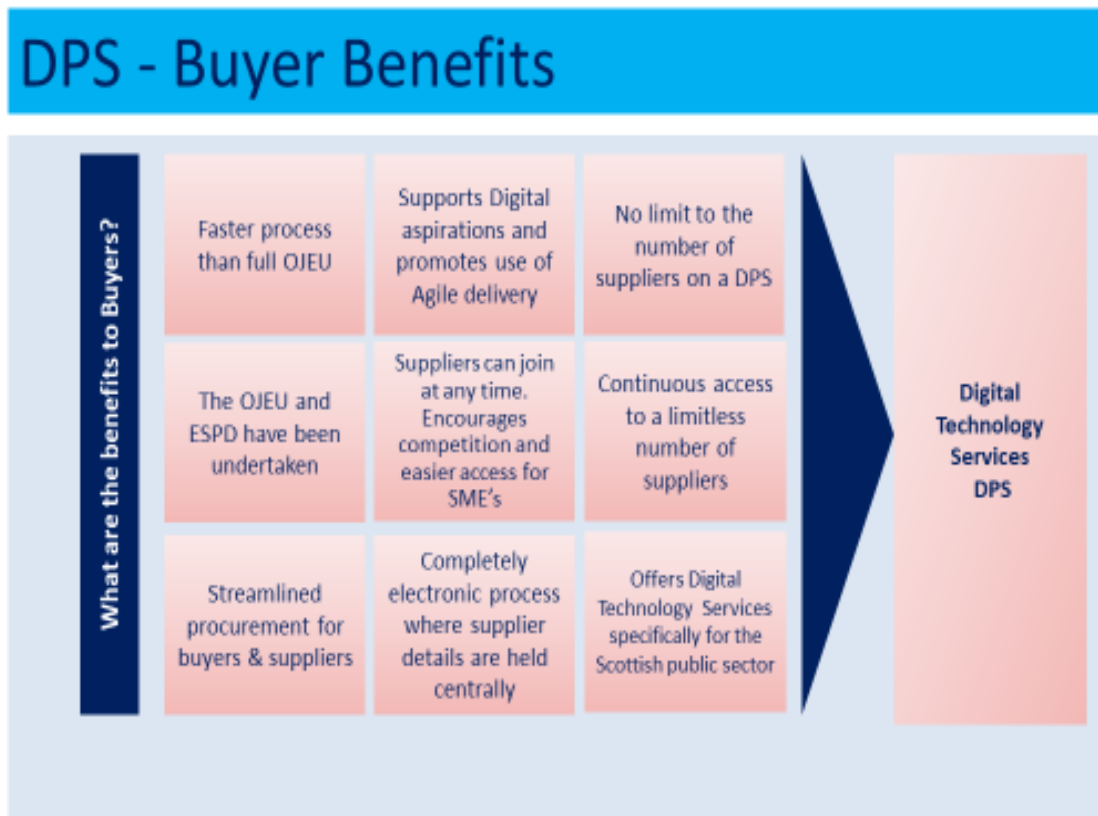 DPS - Buyer Benefits
What are the benefits to Buyers?
Faster process
than full OJEU
Supports Digital
aspirations and
promotes use of
Agile delivery
No limit to the
number of
suppliers on a DPS
The OJEU and
ESPD have been
undertaken
Suppliers can join
at any time.
Encourages
competition and
easier access for
SME's
Continuous access
to a limitless
number of
suppliers
Streamlined
procurement for
buyers & suppliers
Completely
electronic process
where supplier
details are held
centrally
Offers Digital
Technology Services
specifically for the
Scottish public sector
Digital
Technology
Services
DPS